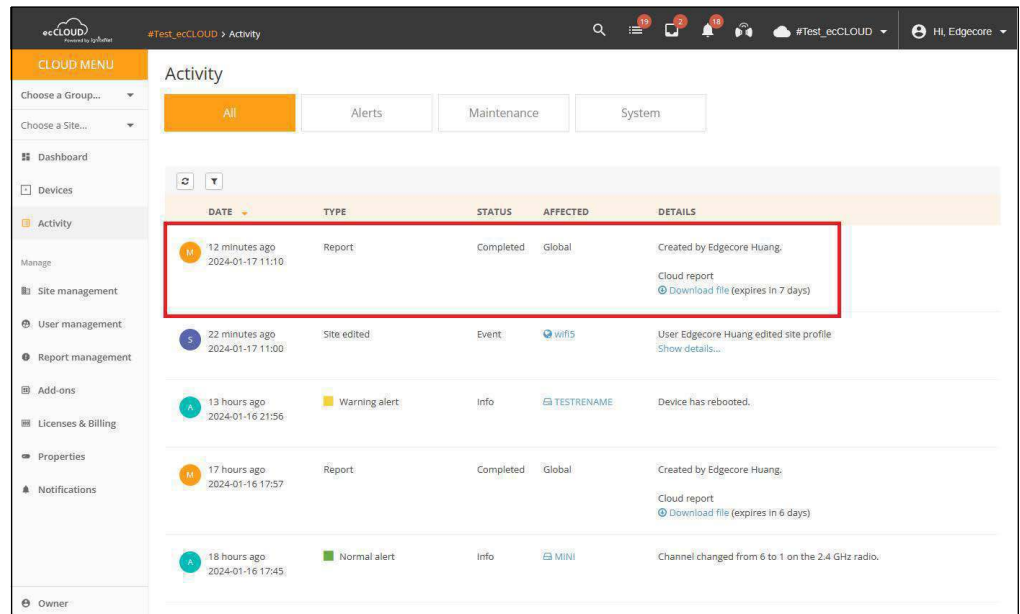 ecCLOUD
Powered by IgniteNet
#Test_ecCLOUD > Activity
19
2
18
#Test_ecCLOUD
Hi, Edgecore
CLOUD MENU
Choose a Group...
Choose a Site...
Dashboard
Devices
Activity
Manage
Site management
User management
Report management
Add-ons
Licenses & Billing
Properties
Notifications
Owner
Activity
All Alerts Maintenance System
DATE TYPE STATUS AFFECTED DETAILS
M 12 minutes ago Report Completed Global Created by Edgecore Huang.
2024-01-17 11:10
Cloud report
Download file (expires in 7 days)
S 22 minutes ago Site edited Event wifi5 User Edgecore Huang edited site profile
2024-01-17 11:00 Show details...
A 13 hours ago Warning alert Info TESTRENAME Device has rebooted.
2024-01-16 21:56
M 17 hours ago Report Completed Global Created by Edgecore Huang.
2024-01-16 17:57
Cloud report
Download file (expires in 6 days)
A 18 hours ago Normal alert Info MINI Channel changed from 6 to 1 on the 2.4 GHz radio.
2024-01-16 17:45